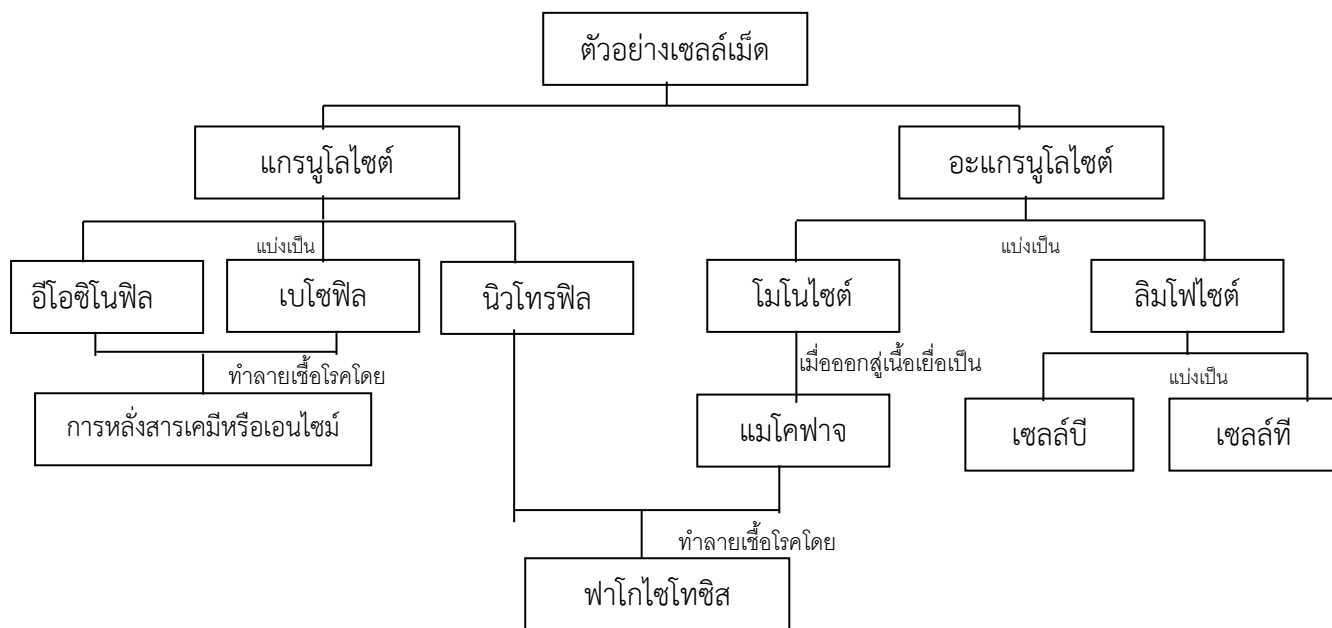 ตัวอย่างเซลล์เม็ด
แกรนูโลไซต์
อะแกรนูโลไซต์
แบ่งเป็น
แบ่งเป็น
อีโอซิโนฟิล
เบโซฟิล
นิวโทรฟิล
โมโนไซต์
ลิมโฟไซต์
ทำลายเชื้อโรคโดย
เมื่อออกสู่เนื้อเยื่อเป็น
แบ่งเป็น
การหลั่งสารเคมีหรือเอนไซม์
แมโคฟาจ
เซลล์บี
เซลล์ที
ทำลายเชื้อโรคโดย
ฟาโกไซโทซิส